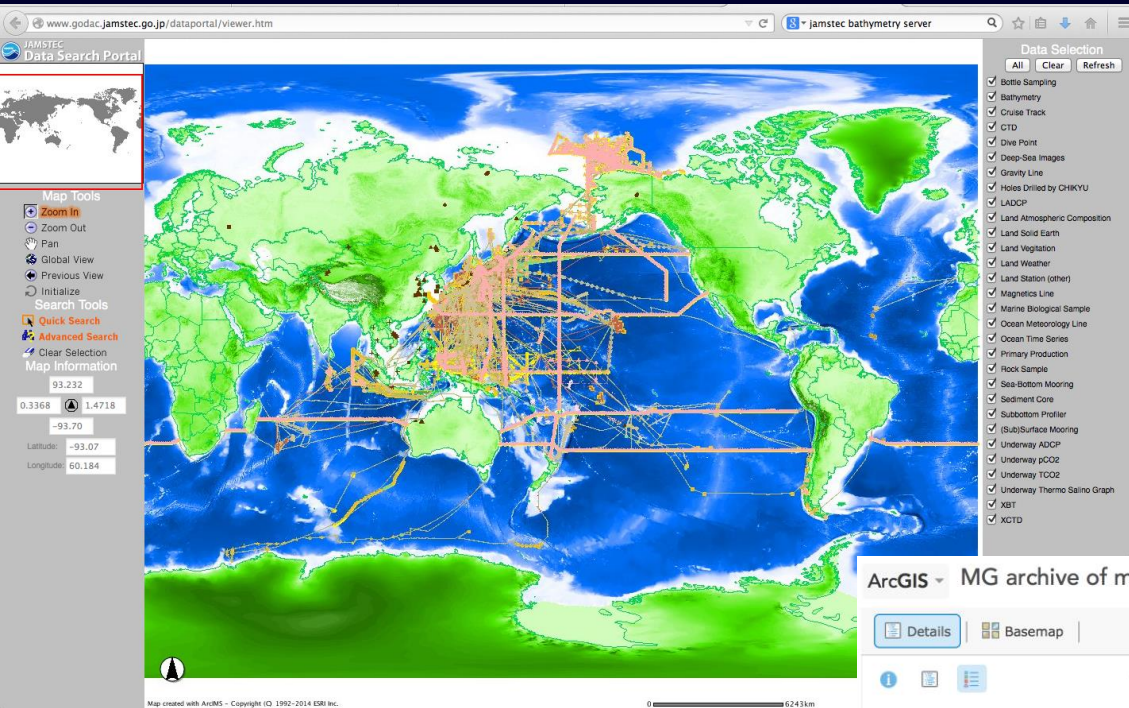 www.godac.jamstec.go.jp/dataportal/viewer.htm
jamstec bathymetry server
JAMSTEC
Data Search Portal
Map Tools
Zoom In
Zoom Out
Pan
Global View
Previous View
Initialize
Search Tools
Quick Search
Advanced Search
Clear Selection
Map Information
93.232
0.3368 1.4718
-93.70
Latitude: -93.07
Longitude: 60.184
Map created with ArcIMS - Copyright (C) 1992-2014 ESRI Inc.
0 6243km
Data Selection
All Clear Refresh
Bottle Sampling
Bathymetry
Cruise Track
CTD
Dive Point
Deep-Sea Images
Gravity Line
Holes Drilled by CHIKYU
LADCP
Land Atmospheric Composition
Land Solid Earth
Land Vegitation
Land Weather
Land Station (other)
Magnetics Line
Marine Biological Sample
Ocean Meteorology Line
Ocean Time Series
Primary Production
Rock Sample
Sea-Bottom Mooring
Sediment Core
Subbottom Profiler
(Sub)Surface Mooring
Underway ADCP
Underway pCO2
Underway TCO2
Underway Thermo Salino Graph
XBT
XCTD
ArcGIS MG archive of m
Details Basemap